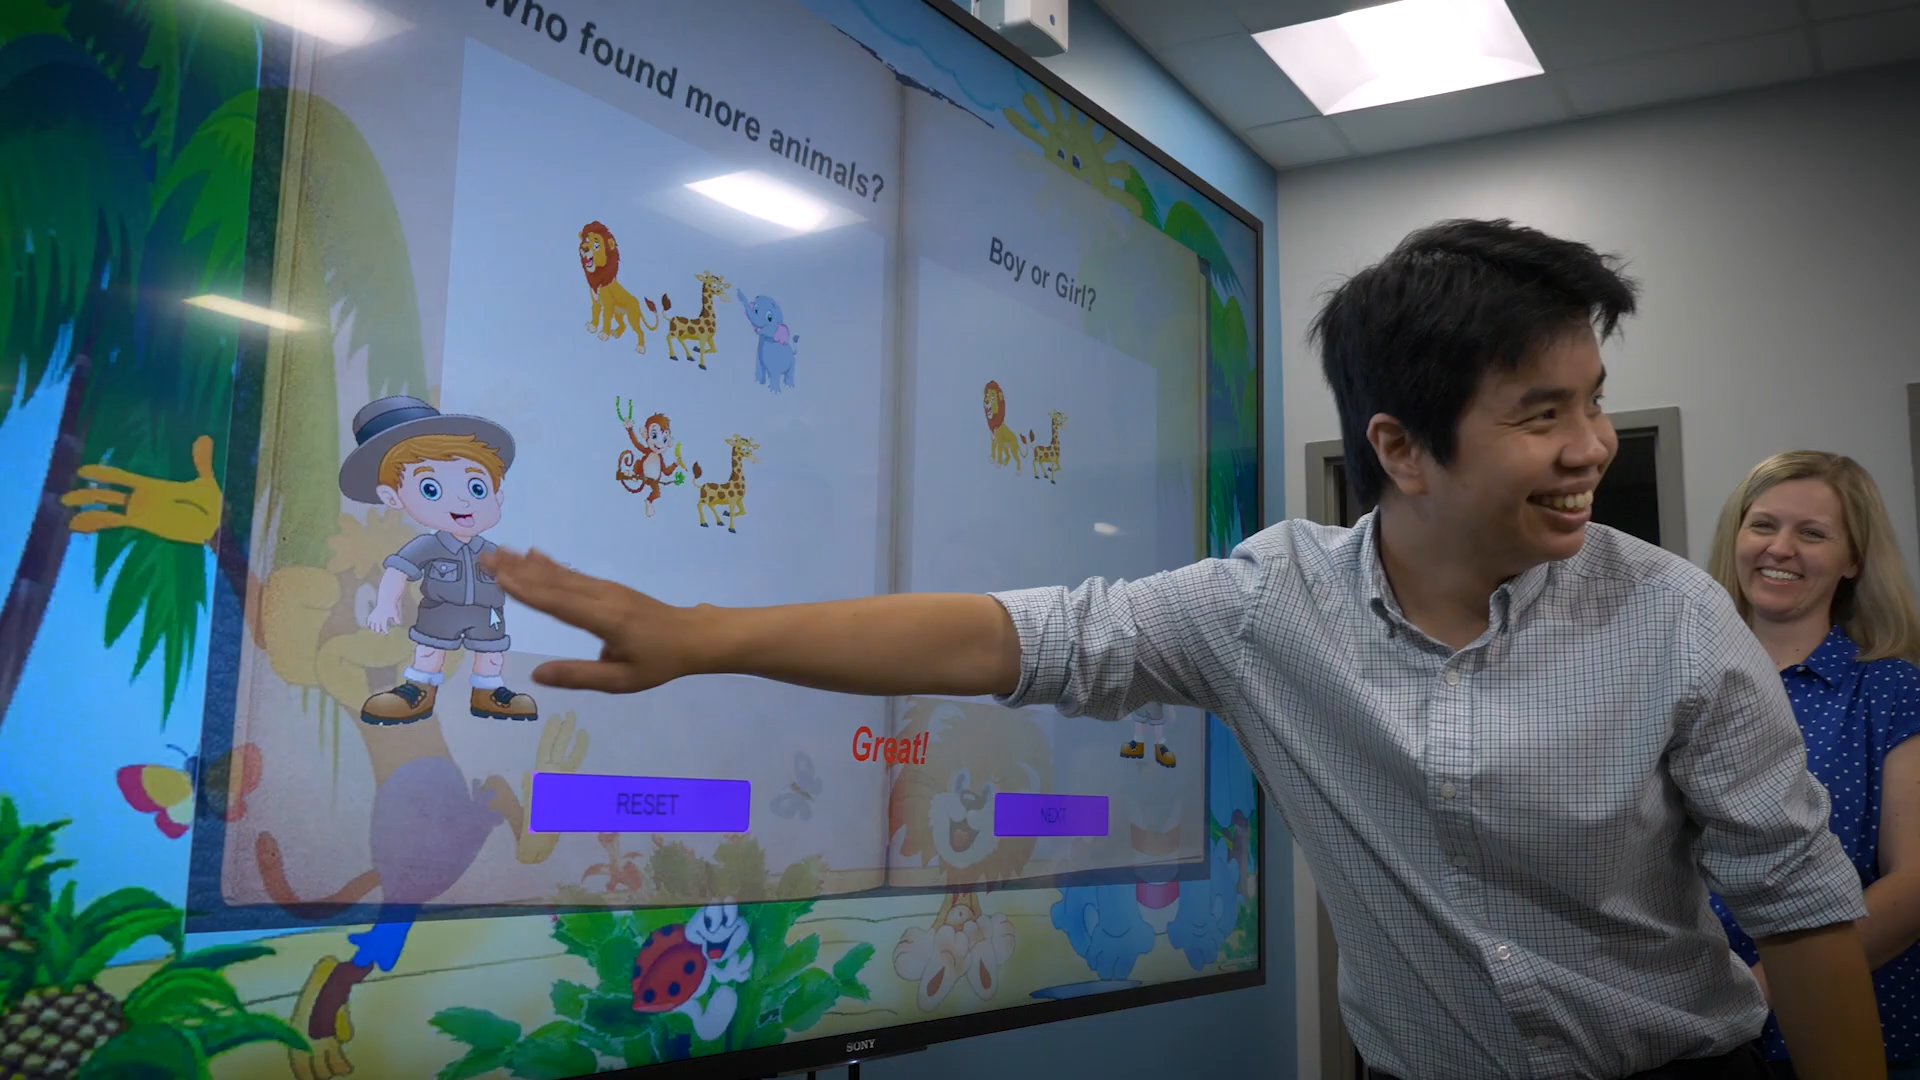 Who found more animals?
Boy or Girl?
Great!
RESET
NEXT
SONY